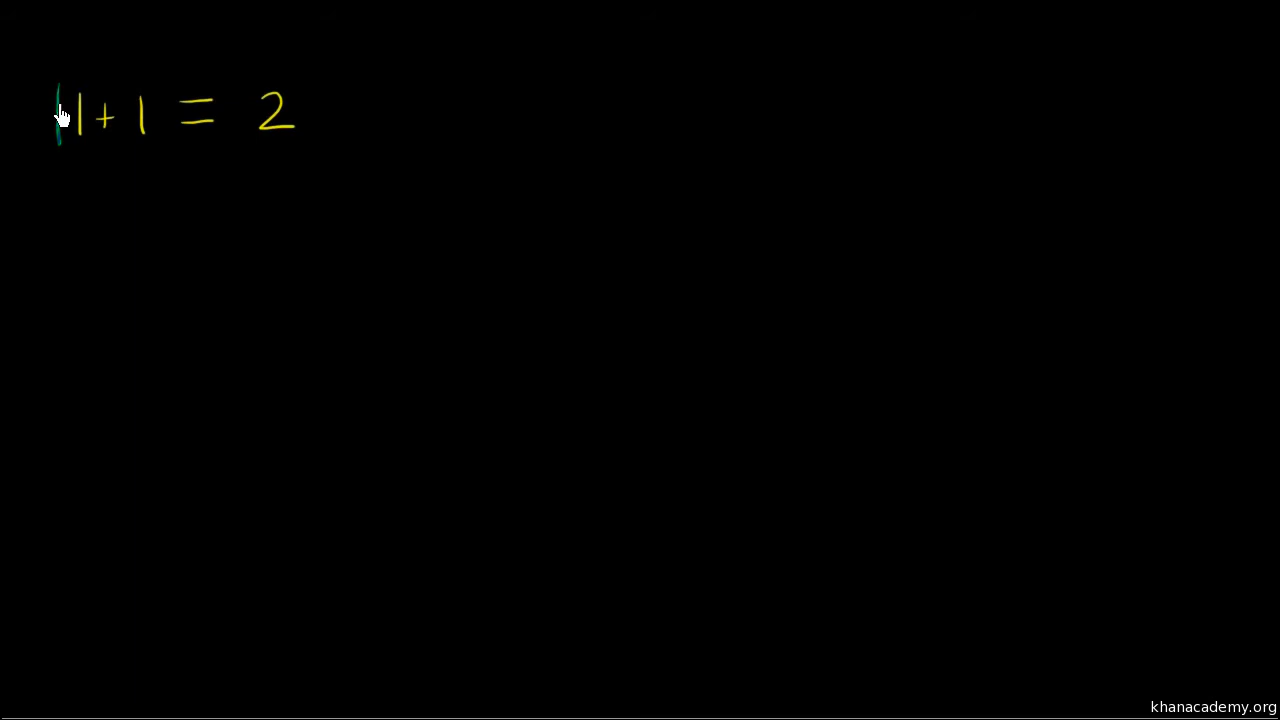 1 + 1 = 2
khanacademy.org